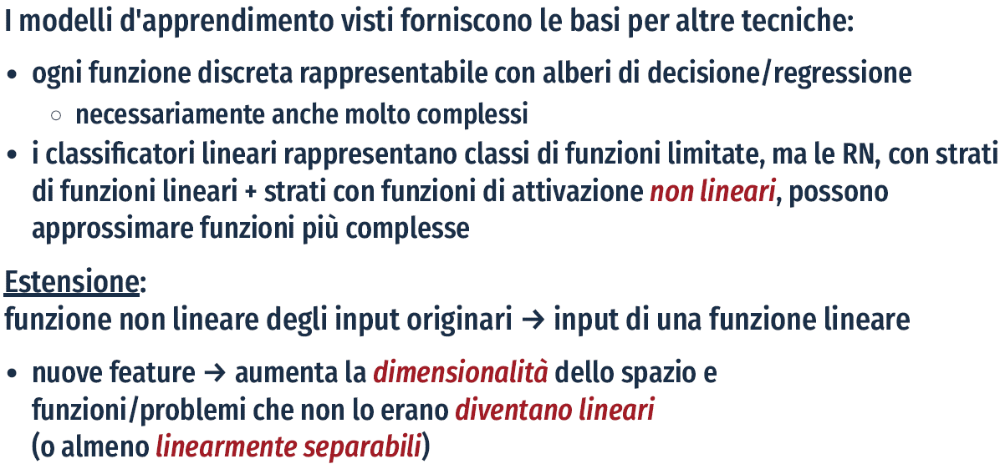 I modelli d'apprendimento visti forniscono le basi per altre tecniche:
• ogni funzione discreta rappresentabile con alberi di decisione/regressione
○ necessariamente anche molto complessi
• i classificatori lineari rappresentano classi di funzioni limitate, ma le RN, con strati
di funzioni lineari + strati con funzioni di attivazione non lineari, possono
approssimare funzioni più complesse
Estensione:
funzione non lineare degli input originari → input di una funzione lineare
• nuove feature → aumenta la dimensionalità dello spazio e
funzioni/problemi che non lo erano diventano lineari
(o almeno linearmente separabili)